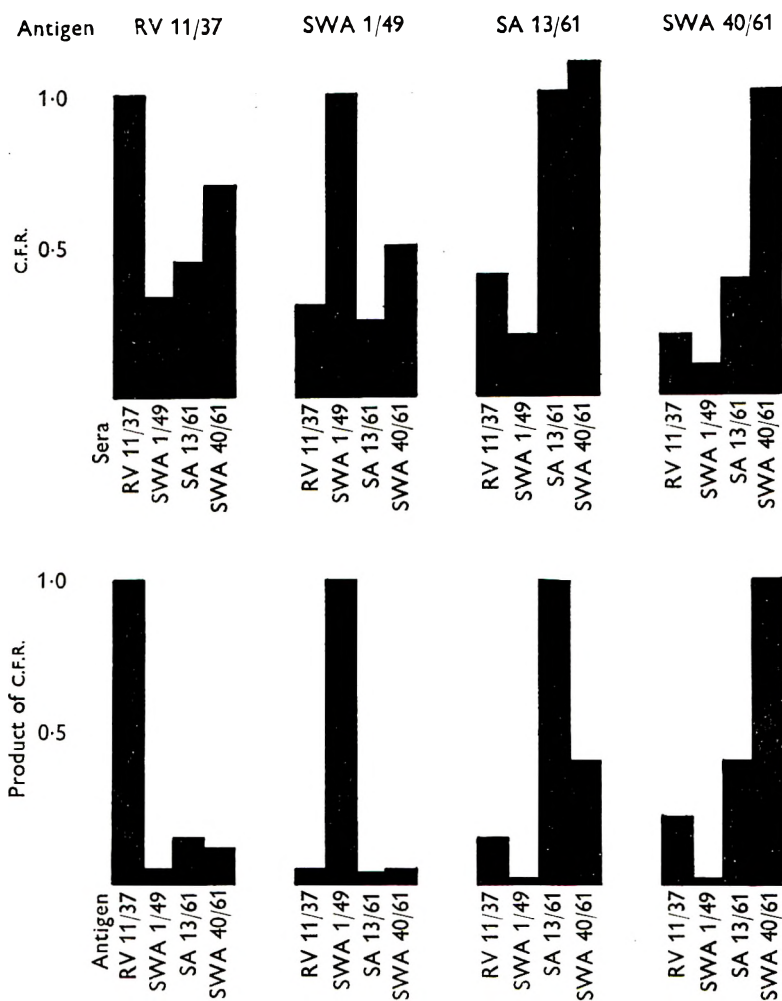 Antigen RV 11/37 SWA 1/49 SA 13/61 SWA 40/61
1·0
0·5
C.F.R.
Sera
RV 11/37
SWA 1/49
SA 13/61
SWA 40/61
RV 11/37
SWA 1/49
SA 13/61
SWA 40/61
RV 11/37
SWA 1/49
SA 13/61
SWA 40/61
RV 11/37
SWA 1/49
SA 13/61
SWA 40/61
1·0
0·5
Product of C.F.R.
Antigen
RV 11/37
SWA 1/49
SA 13/61
SWA 40/61
RV 11/37
SWA 1/49
SA 13/61
SWA 40/61
RV 11/37
SWA 1/49
SA 13/61
SWA 40/61
RV 11/37
SWA 1/49
SA 13/61
SWA 40/61